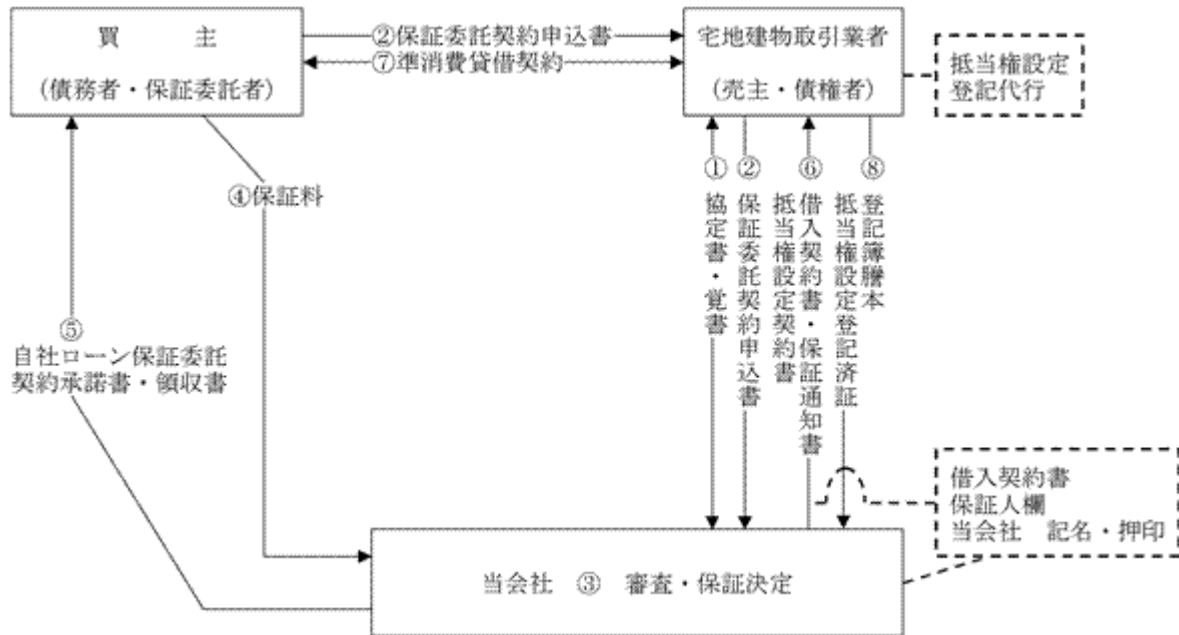 買　　主
(債務者・保証委託者)
②保証委託契約申込書
⑦準消費貸借契約
宅地建物取引業者
(売主・債権者)
抵当権設定
登記代行
④保証料
⑤
自社ローン保証委託
契約承諾書・領収書
①協定書・覚書
②保証委託契約申込書
⑥借入契約書・保証通知書
抵当権設定契約書
⑧登記簿謄本
抵当権設定登記済証
借入契約書
保証人欄
当会社　記名・押印
当会社　③　審査・保証決定